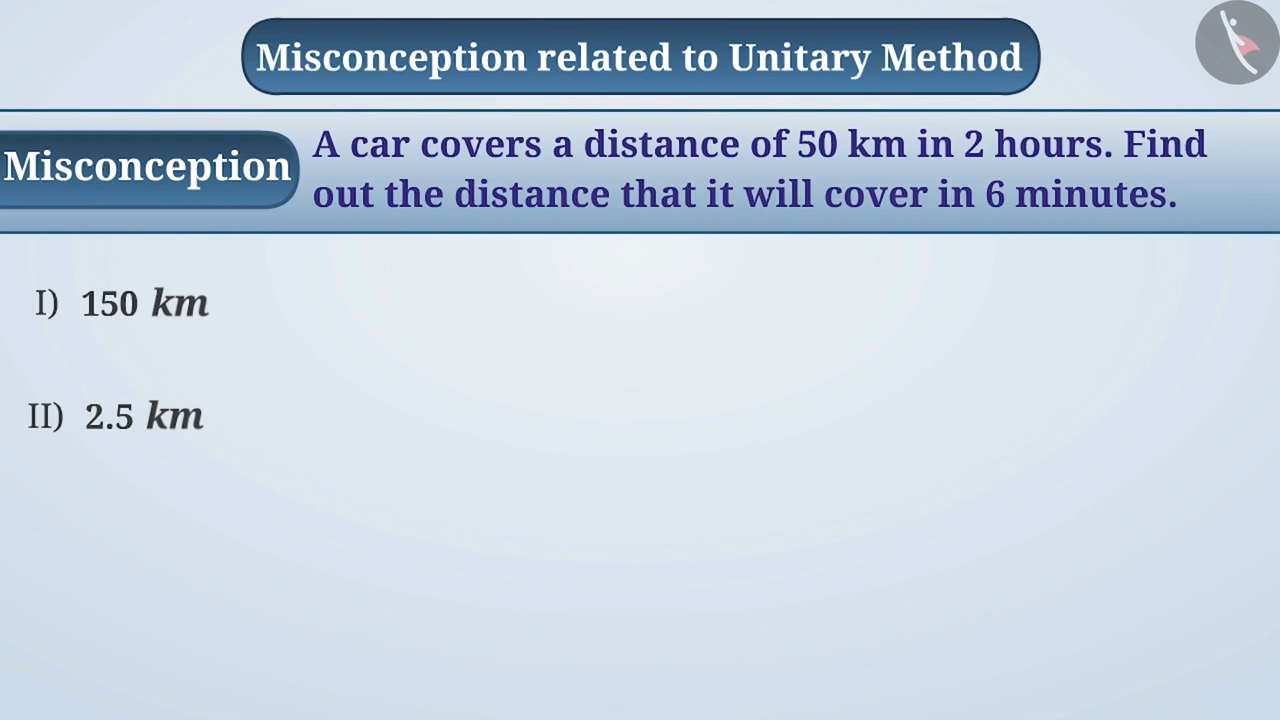 Misconception related to Unitary Method
Misconception
A car covers a distance of 50 km in 2 hours. Find
out the distance that it will cover in 6 minutes.
I) 150 km
II) 2.5 km